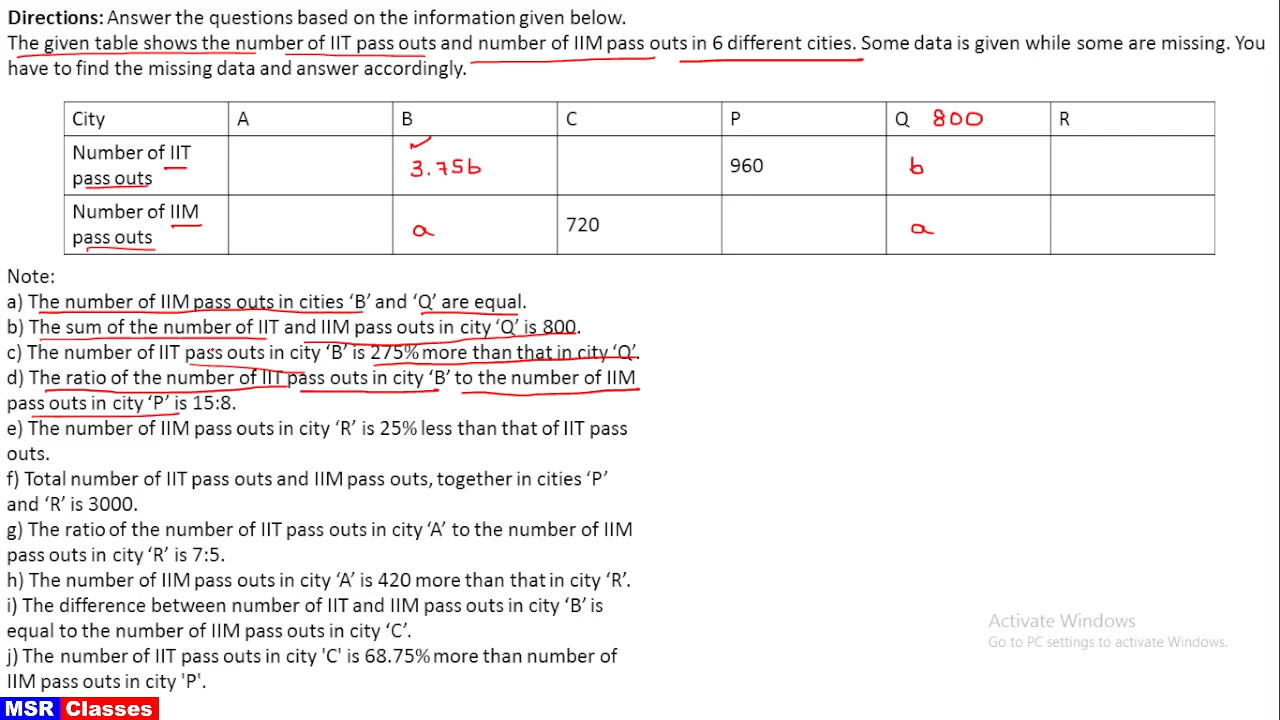 Directions: Answer the questions based on the information given below.
The given table shows the number of IIT pass outs and number of IIM pass outs in 6 different cities. Some data is given while some are missing. You
have to find the missing data and answer accordingly.
City A B C P Q 800 R
Number of IIT
pass outs 3.75b 960 b
Number of IIM
pass outs a 720 a
Note:
a) The number of IIM pass outs in cities ‘B’ and ‘Q’ are equal.
b) The sum of the number of IIT and IIM pass outs in city ‘Q’ is 800.
c) The number of IIT pass outs in city ‘B’ is 275% more than that in city ‘Q’.
d) The ratio of the number of IIT pass outs in city ‘B’ to the number of IIM
pass outs in city ‘P’ is 15:8.
e) The number of IIM pass outs in city ‘R’ is 25% less than that of IIT pass
outs.
f) Total number of IIT pass outs and IIM pass outs, together in cities ‘P’
and ‘R’ is 3000.
g) The ratio of the number of IIT pass outs in city ‘A’ to the number of IIM
pass outs in city ‘R’ is 7:5.
h) The number of IIM pass outs in city ‘A’ is 420 more than that in city ‘R’.
i) The difference between number of IIT and IIM pass outs in city ‘B’ is
equal to the number of IIM pass outs in city ‘C’.
j) The number of IIT pass outs in city 'C' is 68.75% more than number of
IIM pass outs in city 'P'.
Activate Windows
Go to PC settings to activate Windows.
MSR Classes